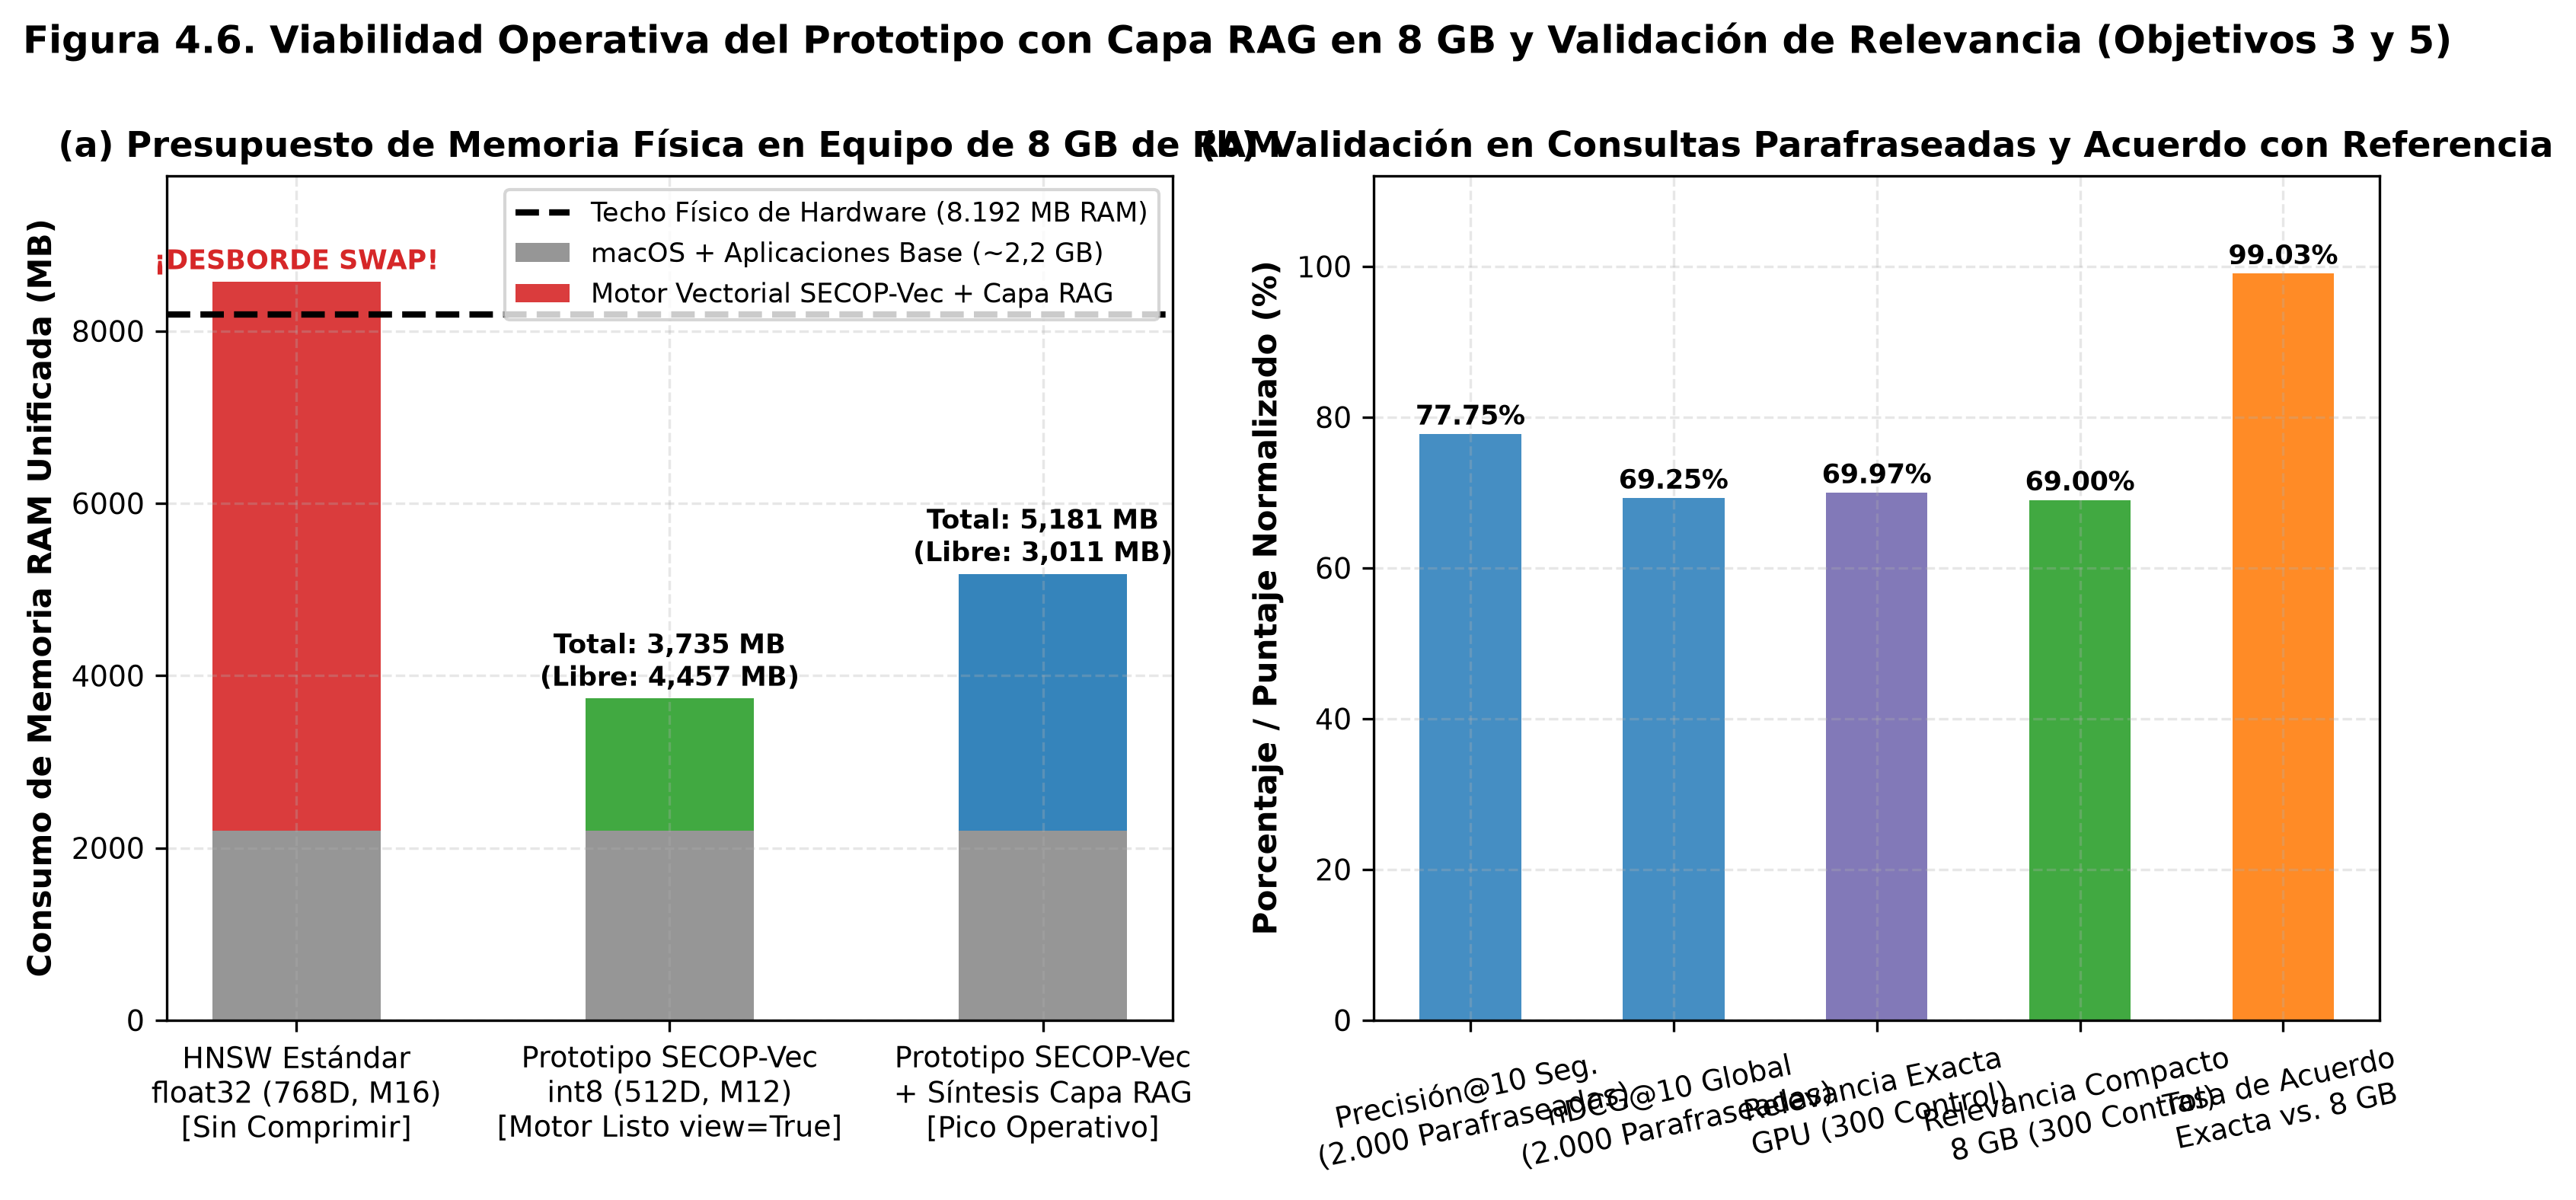 Figura 4.6. Viabilidad Operativa del Prototipo con Capa RAG en 8 GB y Validación de Relevancia (Objetivos 3 y 5)
(a) Presupuesto de Memoria Física en Equipo de 8 GB de RAM
Consumo de Memoria RAM Unificada (MB)
8000
6000
4000
2000
0
¡DESBORDE SWAP!
Techo Físico de Hardware (8.192 MB RAM)
macOS + Aplicaciones Base (~2,2 GB)
Motor Vectorial SECOP-Vec + Capa RAG
Total: 3,735 MB
(Libre: 4,457 MB)
Total: 5,181 MB
(Libre: 3,011 MB)
HNSW Estándar
float32 (768D, M16)
[Sin Comprimir]
Prototipo SECOP-Vec
int8 (512D, M12)
[Motor Listo view=True]
Prototipo SECOP-Vec
+ Síntesis Capa RAG
[Pico Operativo]
(b) Validación en Consultas Parafraseadas y Acuerdo con Referencia
Porcentaje / Puntaje Normalizado (%)
100
80
60
40
20
0
77.75%
69.25%
69.97%
69.00%
99.03%
Precisión@10 Seg.
(2.000 Parafraseadas)
nDCG@10 Global
(2.000 Parafraseadas)
Relevancia Exacta
GPU (300 Control)
Relevancia Compacto
8 GB (300 Control)
Tasa de Acuerdo
Exacta vs. 8 GB